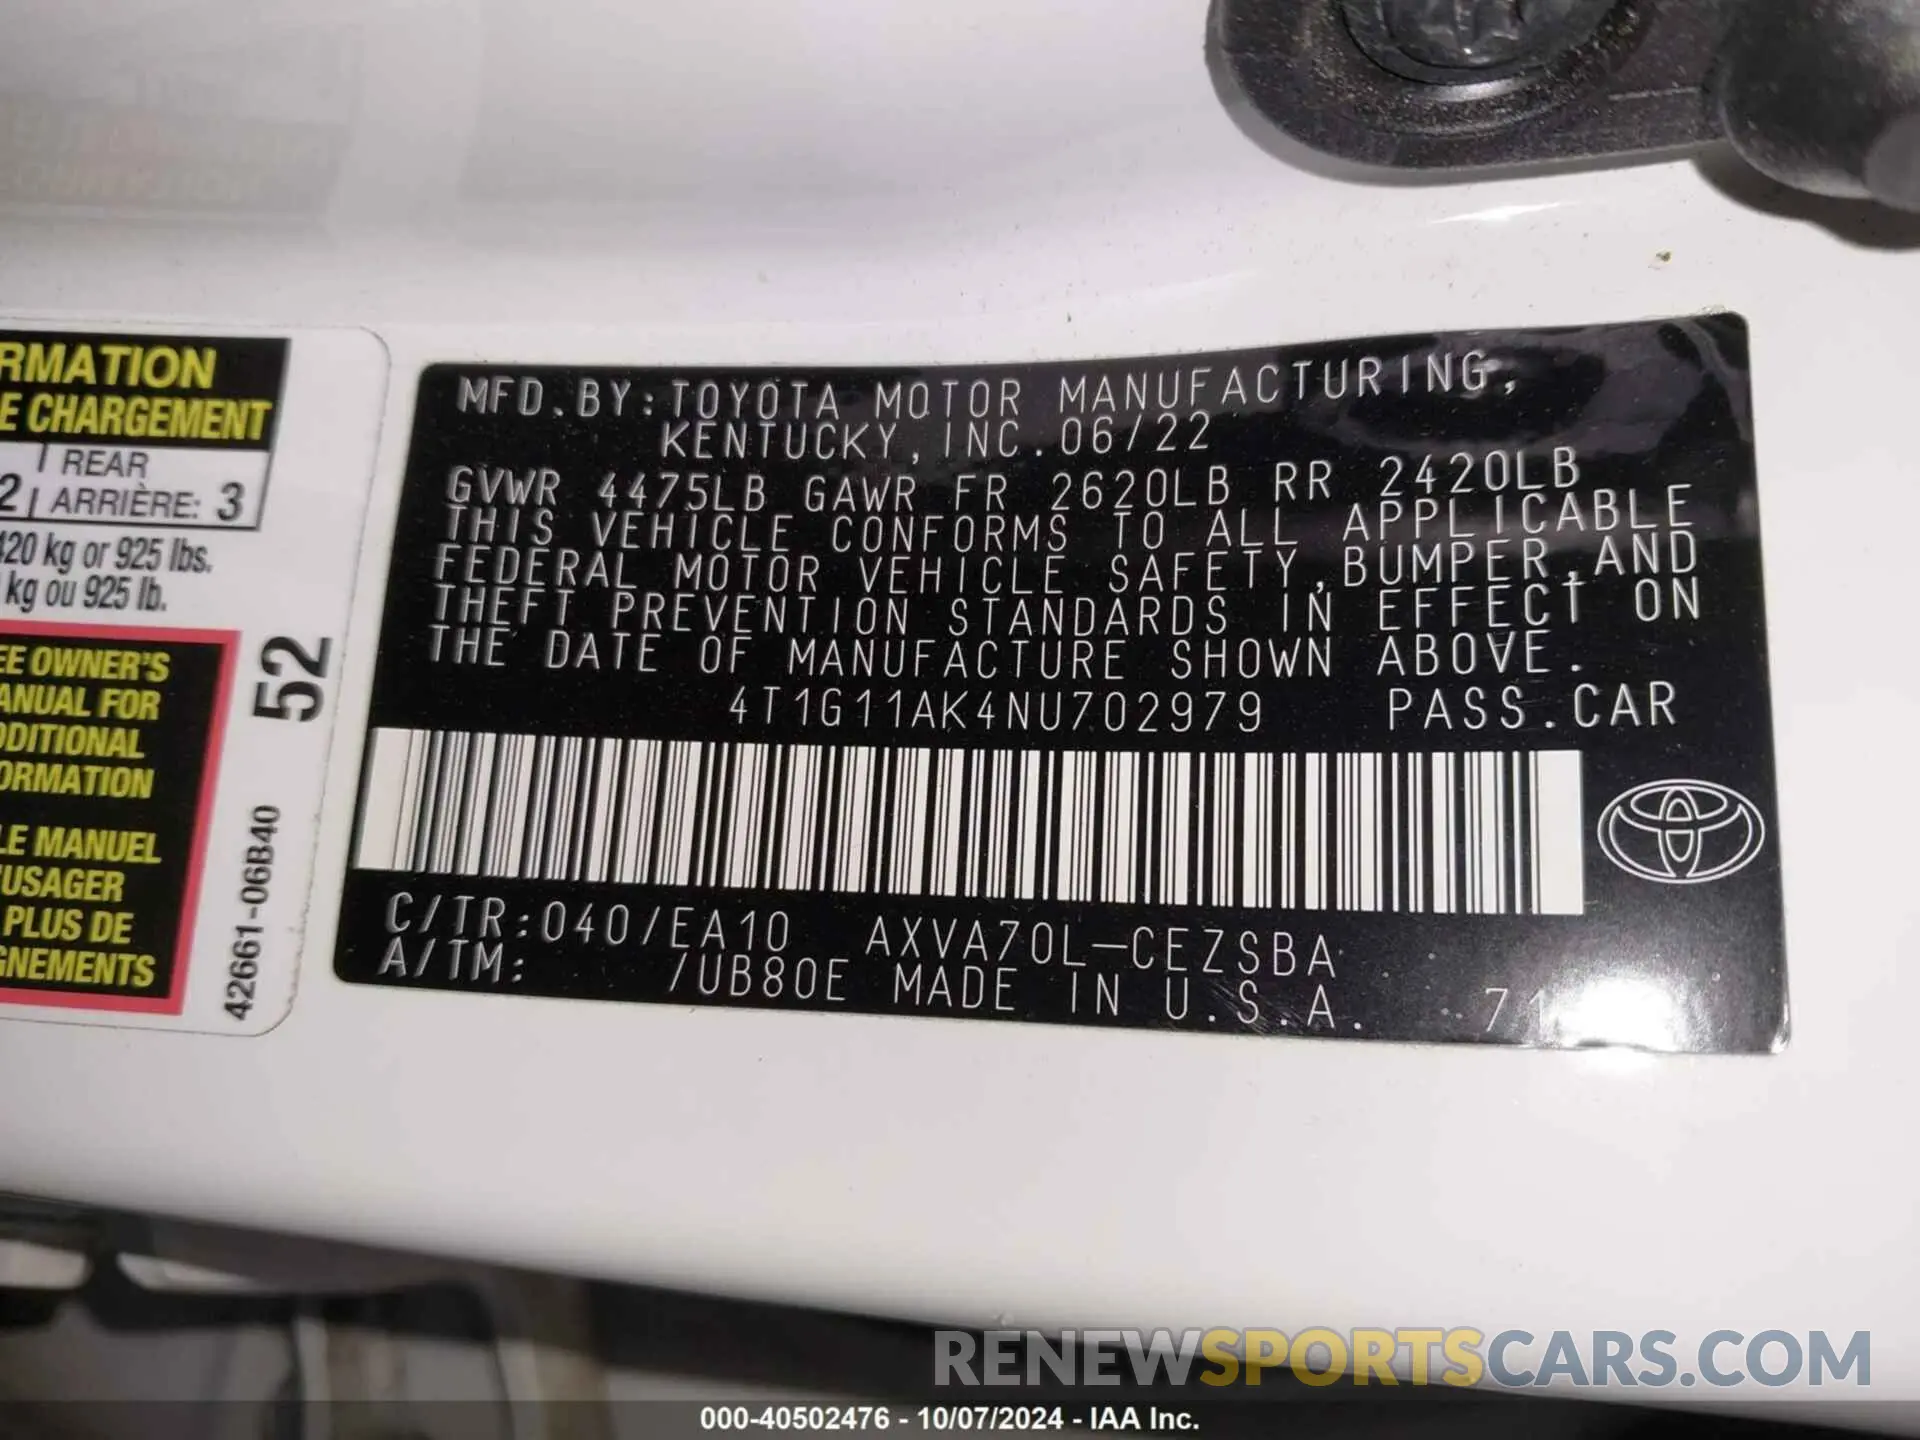 RMATION
E CHARGEMENT
REAR
2 ARRIÈRE: 3
420 kg or 925 lbs.
kg ou 925 lb.
EE OWNER'S
ANUAL FOR
DDITIONAL
ORMATION
LE MANUEL
'USAGER
PLUS DE
GNEMENTS
52
42661-06B40
MFD.BY:TOYOTA MOTOR MANUFACTURING,
KENTUCKY,INC.06/22
GVWR 4475LB GAWR FR 2620LB RR 2420LB
THIS VEHICLE CONFORMS TO ALL APPLICABLE
FEDERAL MOTOR VEHICLE SAFETY,BUMPER,AND
THEFT PREVENTION STANDARDS IN EFFECT ON
THE DATE OF MANUFACTURE SHOWN ABOVE.
4T1G11AK4NU702979 PASS.CAR
C/TR:040/EA10 AXVA70L-CEZSBA
A/TM: /UB80E MADE IN U.S.A.
RENEWSPORTSCARS.COM
000-40502476 - 10/07/2024 - IAA Inc.